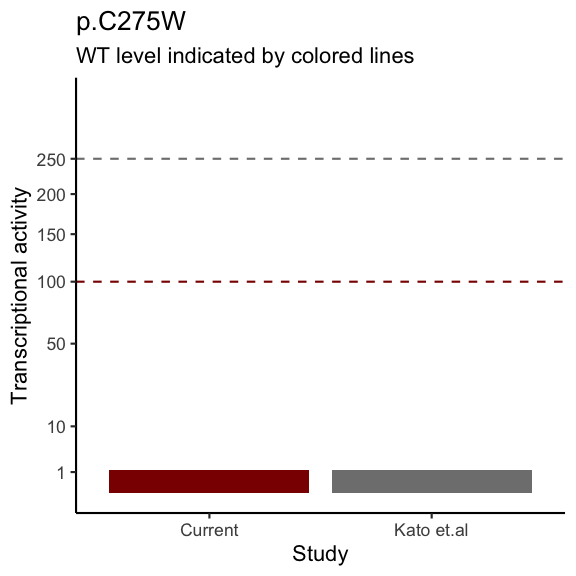 p.C275W
WT level indicated by colored lines
Transcriptional activity
250
200
150
100
50
10
1
Current
Kato et.al
Study